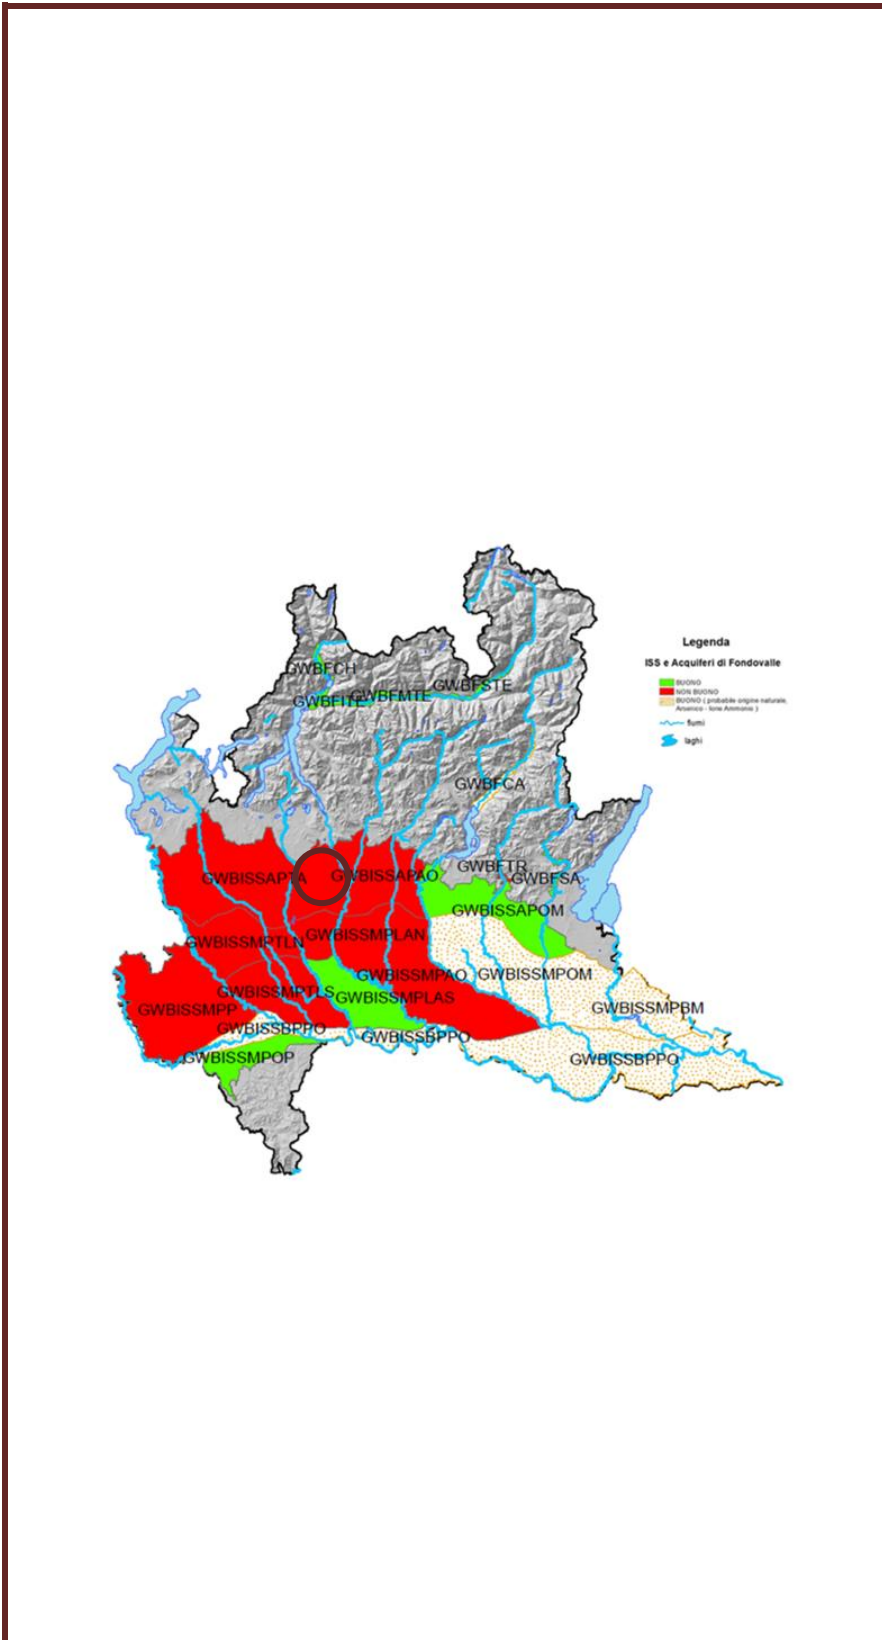 Legenda
ISS e Acquiferi di Fondovalle
BUONO
NON BUONO
BUONO ( probabile origine naturale,
Arsenico - Ione Ammonio )
fiumi
laghi
GWBFCH
GWBFSTE
GWBFMTE
GWBFITE
GWBFCA
GWBFTR
GWBISSAPTA
GWBISSAPAO
GWBFSA
GWBISSAPOM
GWBISSMPTLN
GWBISSMPLAN
GWBISSMPAO
GWBISSMPOM
GWBISSMPTLS
GWBISSMPLAS
GWBISSMPP
GWBISSMPBM
GWBISSBPPO
GWBISSBPPO
GWBISSMPOP
GWBISSBPPO